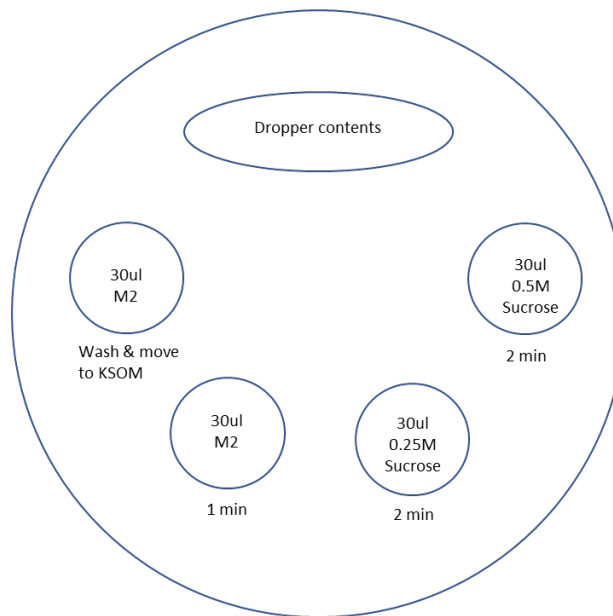 Dropper contents
30ul
M2
Wash & move
to KSOM
30ul
M2
1 min
30ul
0.25M
Sucrose
2 min
30ul
0.5M
Sucrose
2 min